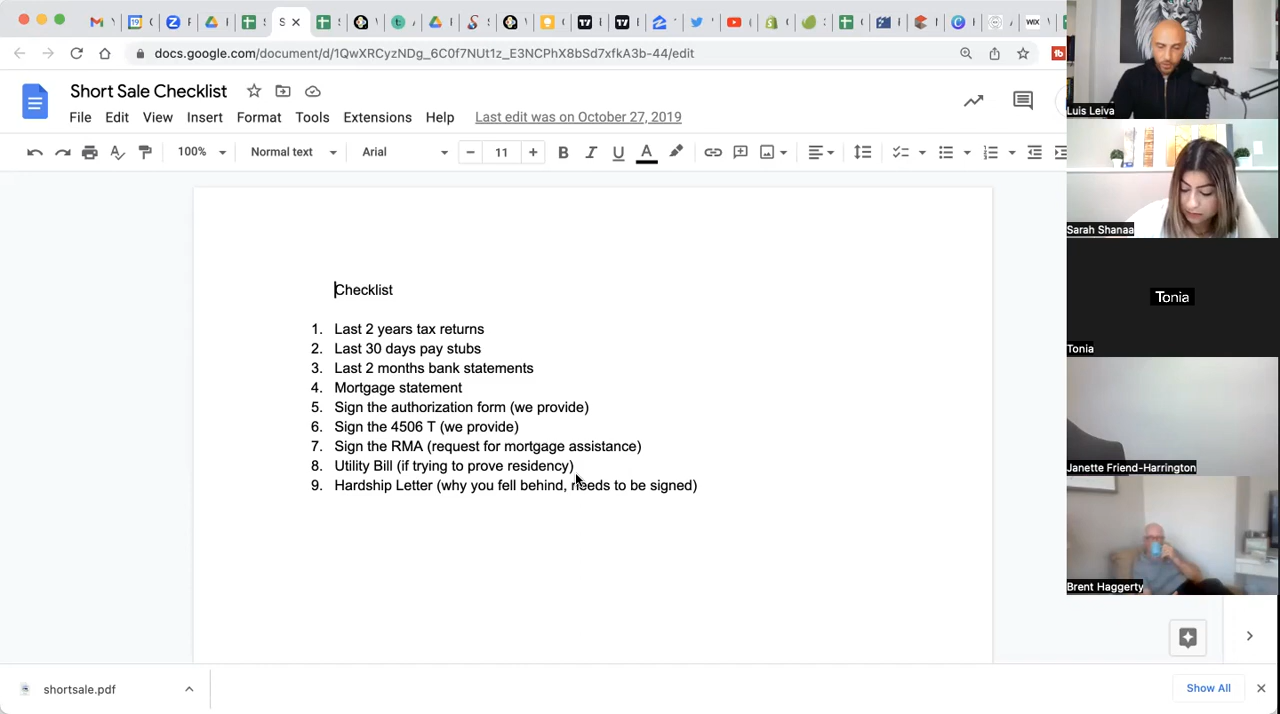 docs.google.com/document/d/1QwXRCyzNDg_6C0f7NUt1z_E3NCPhX8bSd7xfkA3b-44/edit
Short Sale Checklist
File Edit View Insert Format Tools Extensions Help Last edit was on October 27, 2019
100% Normal text Arial 11
Checklist
1. Last 2 years tax returns
2. Last 30 days pay stubs
3. Last 2 months bank statements
4. Mortgage statement
5. Sign the authorization form (we provide)
6. Sign the 4506 T (we provide)
7. Sign the RMA (request for mortgage assistance)
8. Utility Bill (if trying to prove residency)
9. Hardship Letter (why you fell behind, needs to be signed)
Luis Leiva
Sarah Shanaa
Tonia
Tonia
Janette Friend-Harrington
Brent Haggerty
shortsale.pdf
Show All